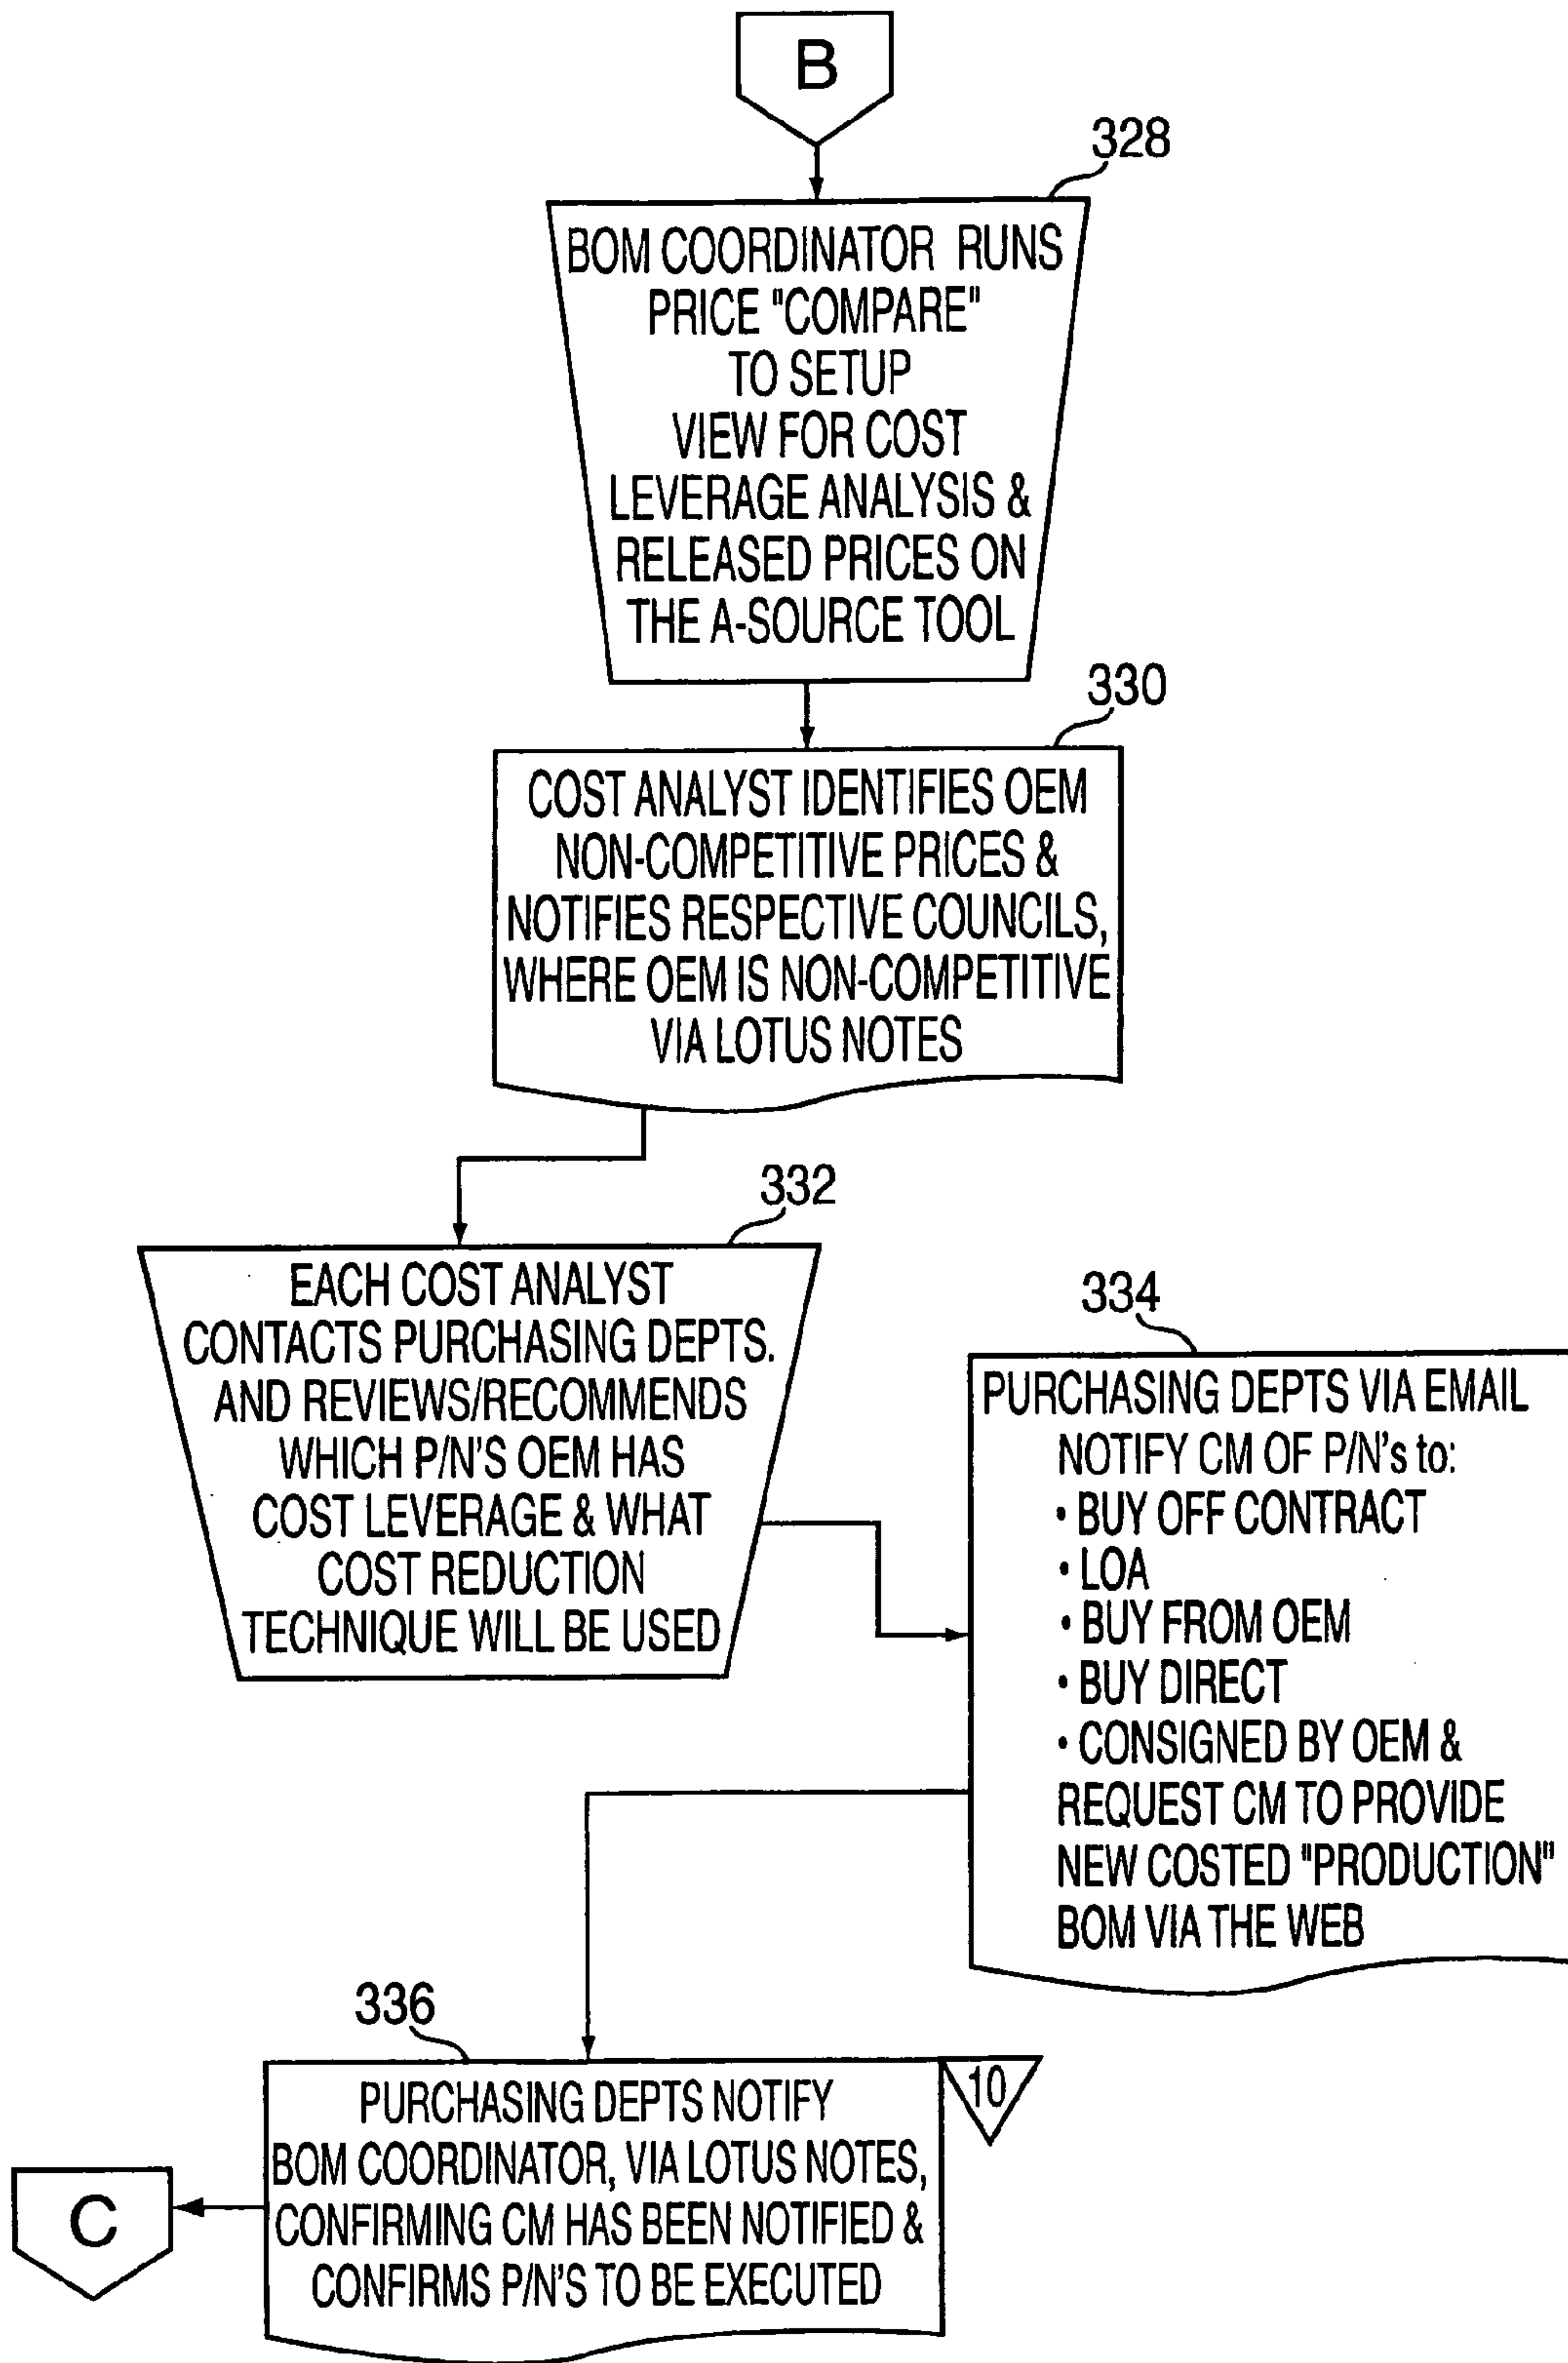 B
328
BOM COORDINATOR RUNS
PRICE "COMPARE"
TO SETUP
VIEW FOR COST
LEVERAGE ANALYSIS &
RELEASED PRICES ON
THE A-SOURCE TOOL
330
COST ANALYST IDENTIFIES OEM
NON-COMPETITIVE PRICES &
NOTIFIES RESPECTIVE COUNCILS,
WHERE OEM IS NON-COMPETITIVE
VIA LOTUS NOTES
332
EACH COST ANALYST
CONTACTS PURCHASING DEPTS.
AND REVIEWS/RECOMMENDS
WHICH P/N'S OEM HAS
COST LEVERAGE & WHAT
COST REDUCTION
TECHNIQUE WILL BE USED
334
PURCHASING DEPTS VIA EMAIL
NOTIFY CM OF P/N's to:
• BUY OFF CONTRACT
• LOA
• BUY FROM OEM
• BUY DIRECT
• CONSIGNED BY OEM &
REQUEST CM TO PROVIDE
NEW COSTED "PRODUCTION"
BOM VIA THE WEB
336
PURCHASING DEPTS NOTIFY
BOM COORDINATOR, VIA LOTUS NOTES,
CONFIRMING CM HAS BEEN NOTIFIED &
CONFIRMS P/N'S TO BE EXECUTED
10
C